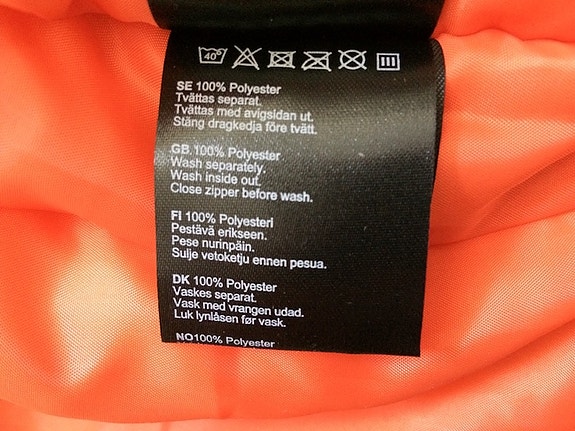 40°
SE 100% Polyester
Tvättas separat.
Tvättas med avigsidan ut.
Stäng dragkedja före tvätt.
GB 100% Polyester
Wash separately.
Wash inside out.
Close zipper before wash.
FI 100% Polyesteri
Pestävä erikseen.
Pese nurinpäin.
Sulje vetoketju ennen pesua.
DK 100% Polyester
Vaskes separat.
Vask med vrangen udad.
Luk lynlåsen før vask.
NO100% Polyester